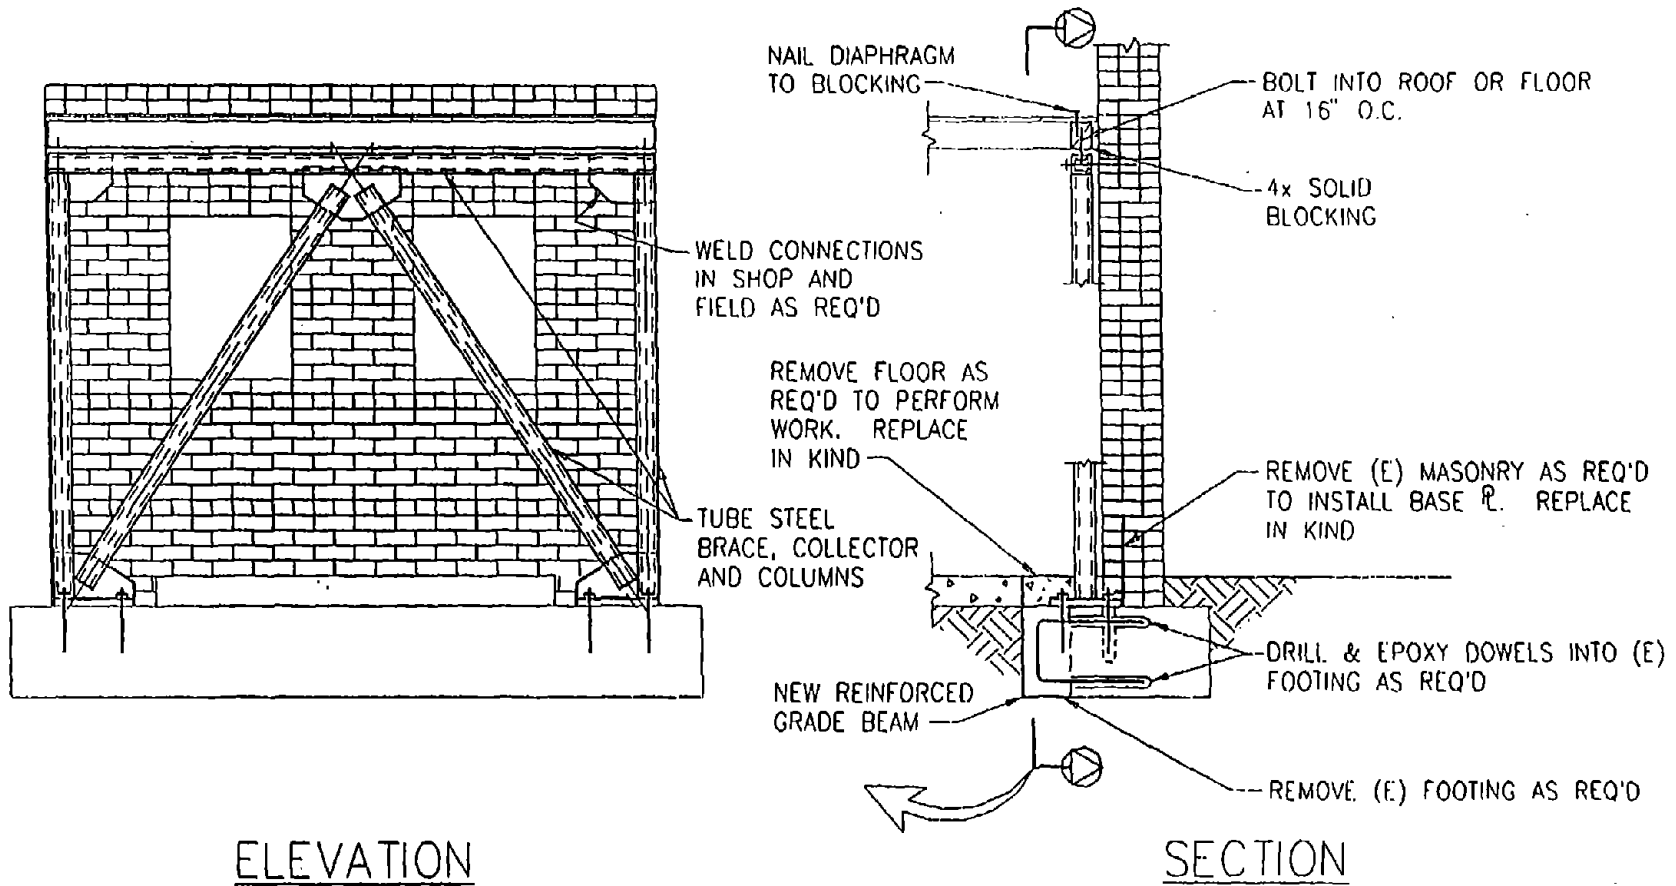 NAIL DIAPHRAGM
TO BLOCKING
BOLT INTO ROOF OR FLOOR
AT 16" O.C.
4x SOLID
BLOCKING
WELD CONNECTIONS
IN SHOP AND
FIELD AS REQ'D
REMOVE FLOOR AS
REQ'D TO PERFORM
WORK. REPLACE
IN KIND
REMOVE (E) MASONRY AS REQ'D
TO INSTALL BASE ⅊. REPLACE
IN KIND
TUBE STEEL
BRACE, COLLECTOR
AND COLUMNS
DRILL & EPOXY DOWELS INTO (E)
FOOTING AS REQ'D
NEW REINFORCED
GRADE BEAM
REMOVE (E) FOOTING AS REQ'D
ELEVATION
SECTION